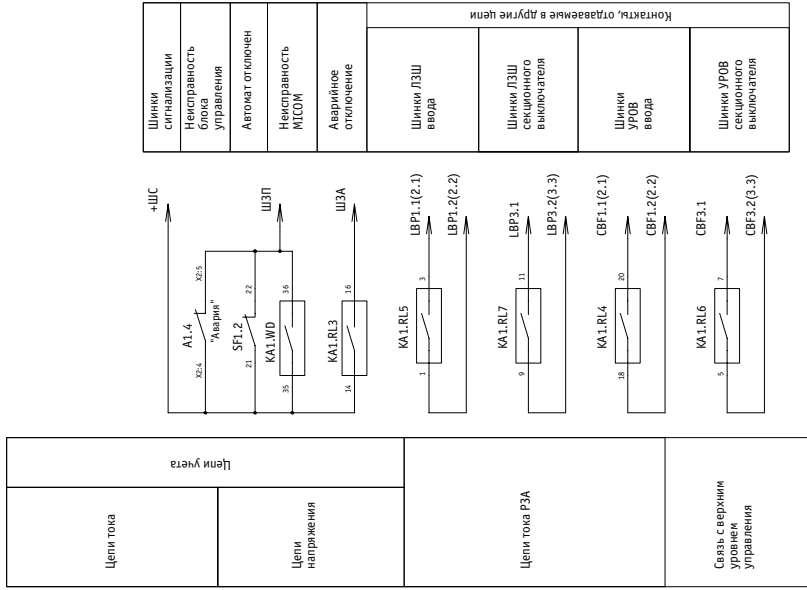 Контакты, отдаваемые в другие цепи
Шинки
сигнализации
Неисправность
блока
управления
Автомат отключен
Неисправность
MICOM
Аварийное
отключение
Шинки ЛЗШ
ввода
Шинки ЛЗШ
секционного
выключателя
Шинки
УРОВ
ввода
Шинки УРОВ
секционного
выключателя
+ШС
ШЗП
ШЗА
LBP1.1(2.1)
LBP1.2(2.2)
LBP3.1
LBP3.2(3.3)
CBF1.1(2.1)
CBF1.2(2.2)
CBF3.1
CBF3.2(3.3)
X2:4
A1.4
"Авария"
X2:5
21
SF1.2
22
35
KA1.WD
36
14
KA1.RL3
16
1
KA1.RL5
3
9
KA1.RL7
11
18
KA1.RL4
20
5
KA1.RL6
7
Цепи учета
Цепи тока
Цепи
напряжения
Цепи тока РЗА
Связь с верхним
уровнем
управления